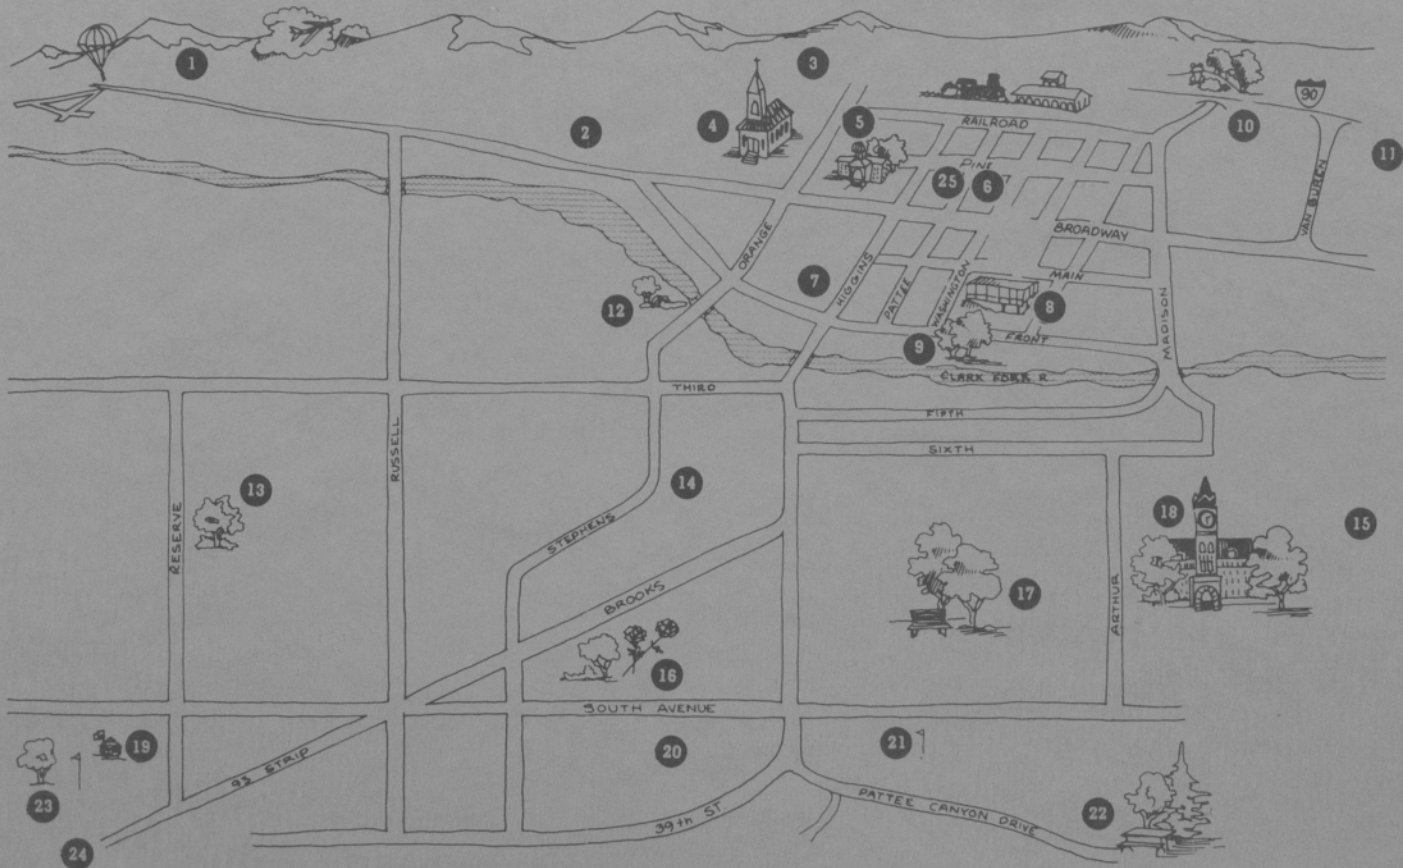 1
3
90
4
5
RAILROAD
10
2
11
PINE
25
6
VAN BUREN
BROADWAY
ORANGE
7
HIGGINS
PATTEE
WASHINGTON
MAIN
8
12
MADISON
9
FRONT
CLARK FORK R.
THIRD
FIFTH
RUSSELL
SIXTH
13
14
18
15
RESERVE
STEPHENS
BROOKS
17
ARTHUR
16
SOUTH AVENUE
19
20
21
93 STRIP
23
PATTEE CANYON DRIVE
22
39th ST
24